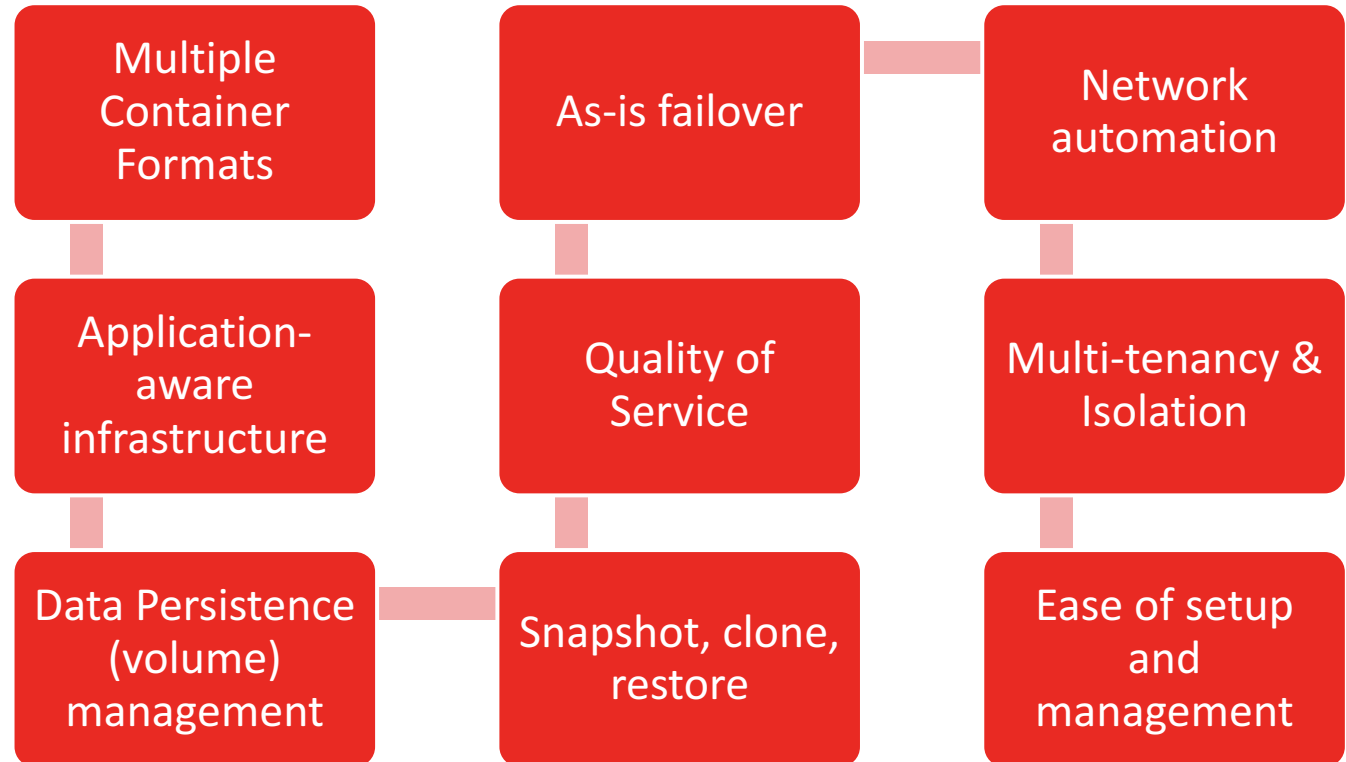 Multiple
Container
Formats
Application-
aware
infrastructure
Data Persistence
(volume)
management
Snapshot, clone,
restore
Quality of
Service
As-is failover
Network
automation
Multi-tenancy &
Isolation
Ease of setup
and
management